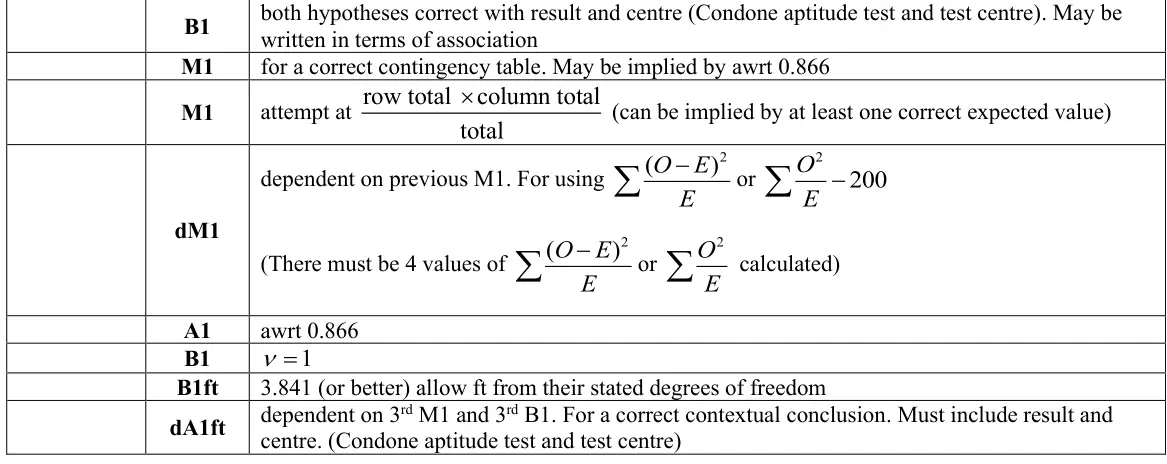 B1 both hypotheses correct with result and centre (Condone aptitude test and test centre). May be
written in terms of association
M1 for a correct contingency table. May be implied by awrt 0.866
M1 attempt at row total × column total / total (can be implied by at least one correct expected value)
dM1 dependent on previous M1. For using ∑ (O − E)² / E or ∑ O² / E − 200
(There must be 4 values of ∑ (O − E)² / E or ∑ O² / E calculated)
A1 awrt 0.866
B1 ν = 1
B1ft 3.841 (or better) allow ft from their stated degrees of freedom
dA1ft dependent on 3rd M1 and 3rd B1. For a correct contextual conclusion. Must include result and
centre. (Condone aptitude test and test centre)